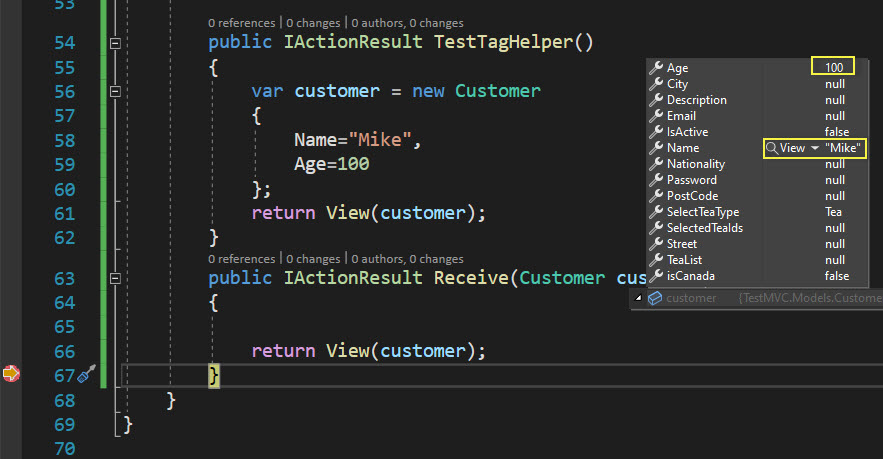 53
0 references | 0 changes | 0 authors, 0 changes
54 public IActionResult TestTagHelper()
55 {
56 var customer = new Customer
57 {
58 Name="Mike",
59 Age=100
60 };
61 return View(customer);
62 }
0 references | 0 changes | 0 authors, 0 changes
63 public IActionResult Receive(Customer cus
64 {
65
66 return View(customer);
67 }
68 }
69 }
70
Age 100
City null
Description null
Email null
IsActive false
Name View "Mike"
Nationality null
Password null
PostCode null
SelectTeaType Tea
SelectedTeaIds null
Street null
TeaList null
isCanada false
customer {TestMVC.Models.Custome